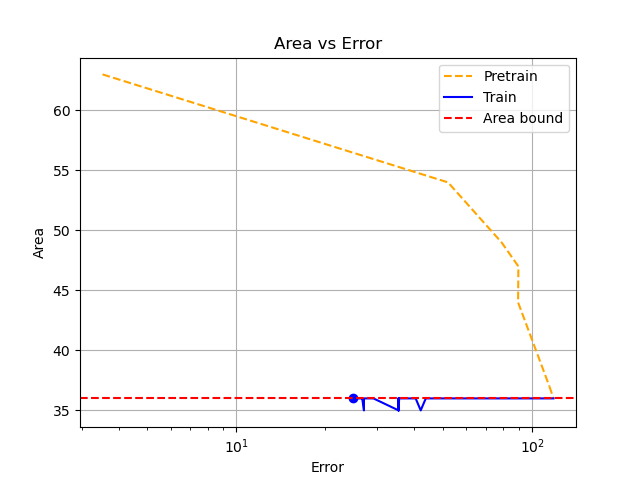 Area vs Error
Pretrain
Train
Area bound
Area
60
55
50
45
40
35
10¹
10²
Error